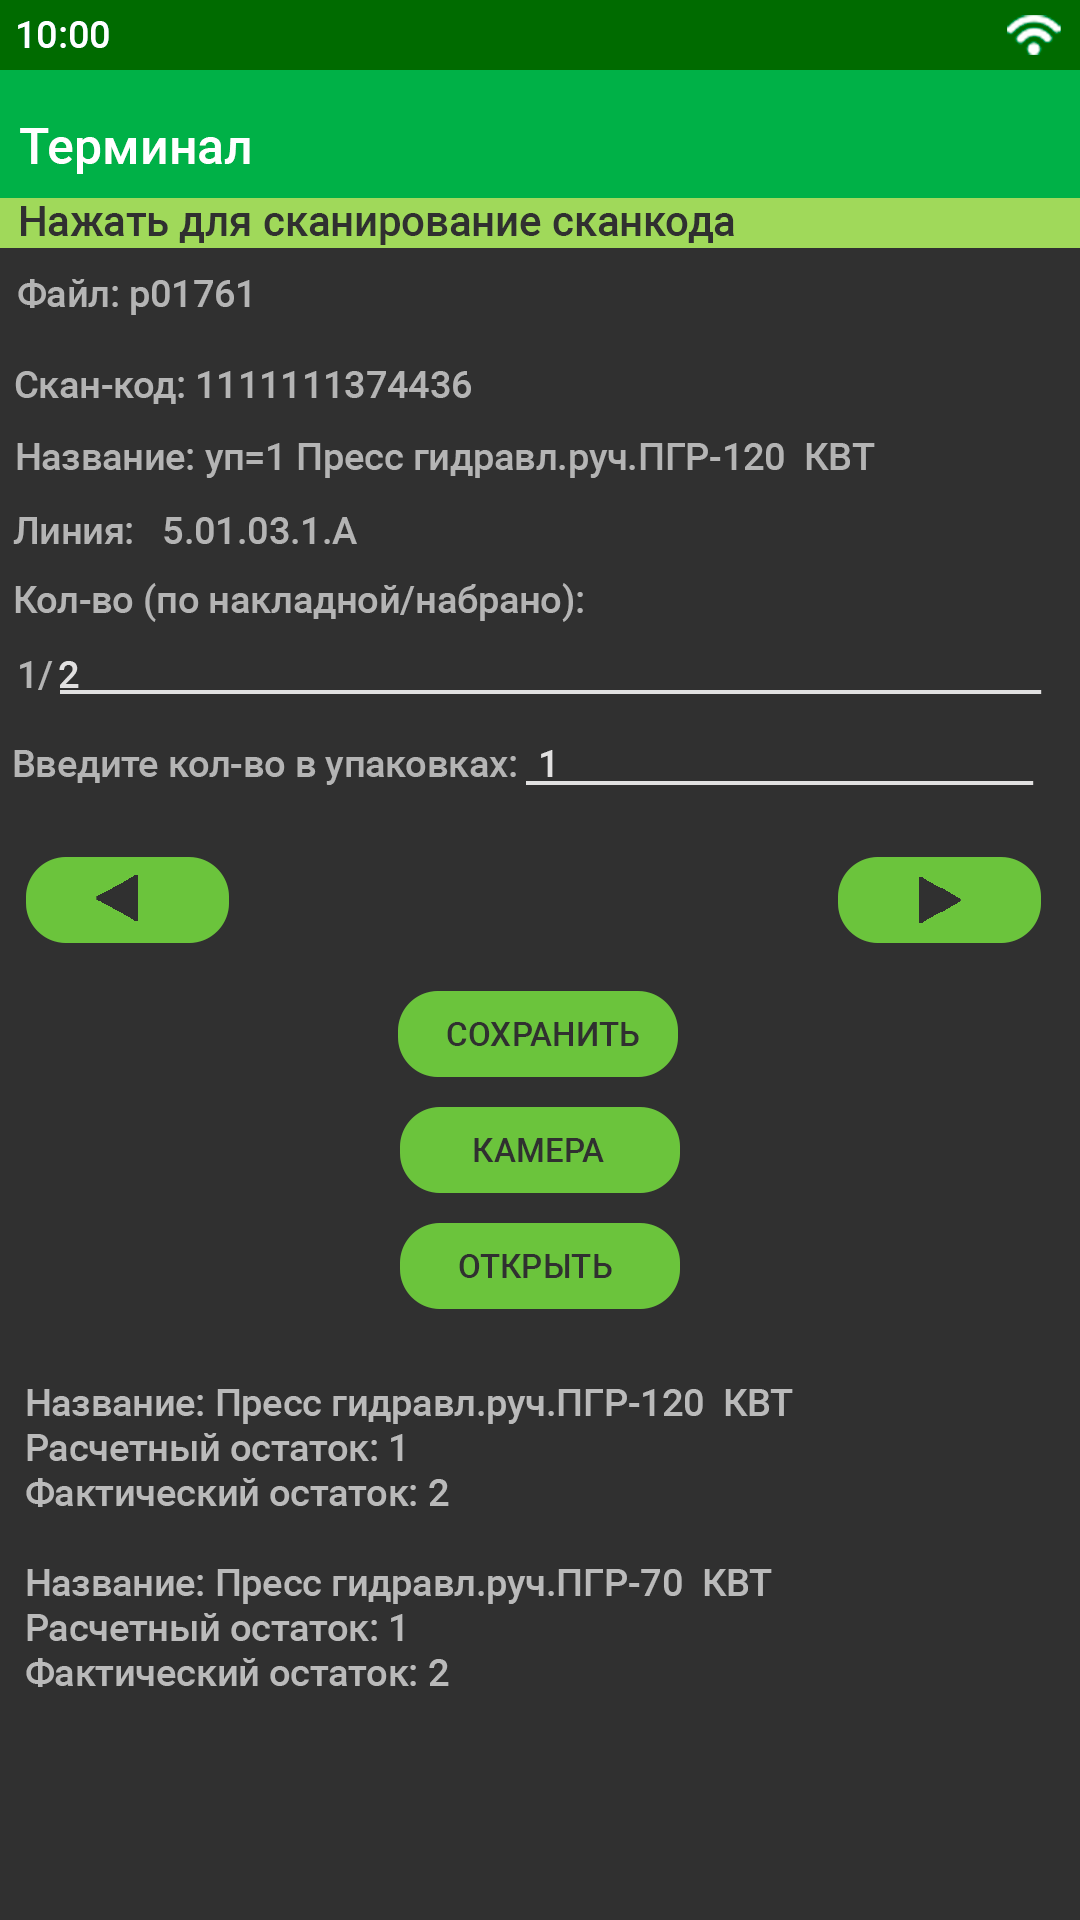 10:00
Терминал
Нажать для сканирование сканкода
Файл: p01761
Скан-код: 1111111374436
Название: уп=1 Пресс гидравл.руч.ПГР-120  КВТ
Линия:   5.01.03.1.A
Кол-во (по накладной/набрано):
1/2
Введите кол-во в упаковках: 1
СОХРАНИТЬ
КАМЕРА
ОТКРЫТЬ
Название: Пресс гидравл.руч.ПГР-120  КВТ
Расчетный остаток: 1
Фактический остаток: 2
Название: Пресс гидравл.руч.ПГР-70  КВТ
Расчетный остаток: 1
Фактический остаток: 2